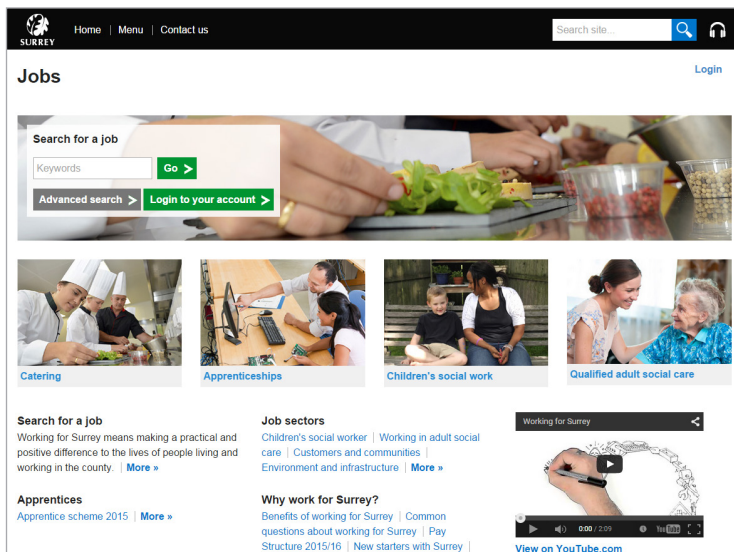 SURREY
Home | Menu | Contact us
Search site...
Jobs
Login
Search for a job
Keywords
Go >
Advanced search >
Login to your account >
Catering
Apprenticeships
Children's social work
Qualified adult social care
Search for a job
Working for Surrey means making a practical and
positive difference to the lives of people living and
working in the county. | More »
Apprentices
Apprentice scheme 2015 | More »
Job sectors
Children's social worker | Working in adult social
care | Customers and communities |
Environment and infrastructure | More »
Why work for Surrey?
Benefits of working for Surrey | Common
questions about working for Surrey | Pay
Structure 2015/16 | New starters with Surrey |
Working for Surrey
0:00 / 2:09
YouTube
View on YouTube.com